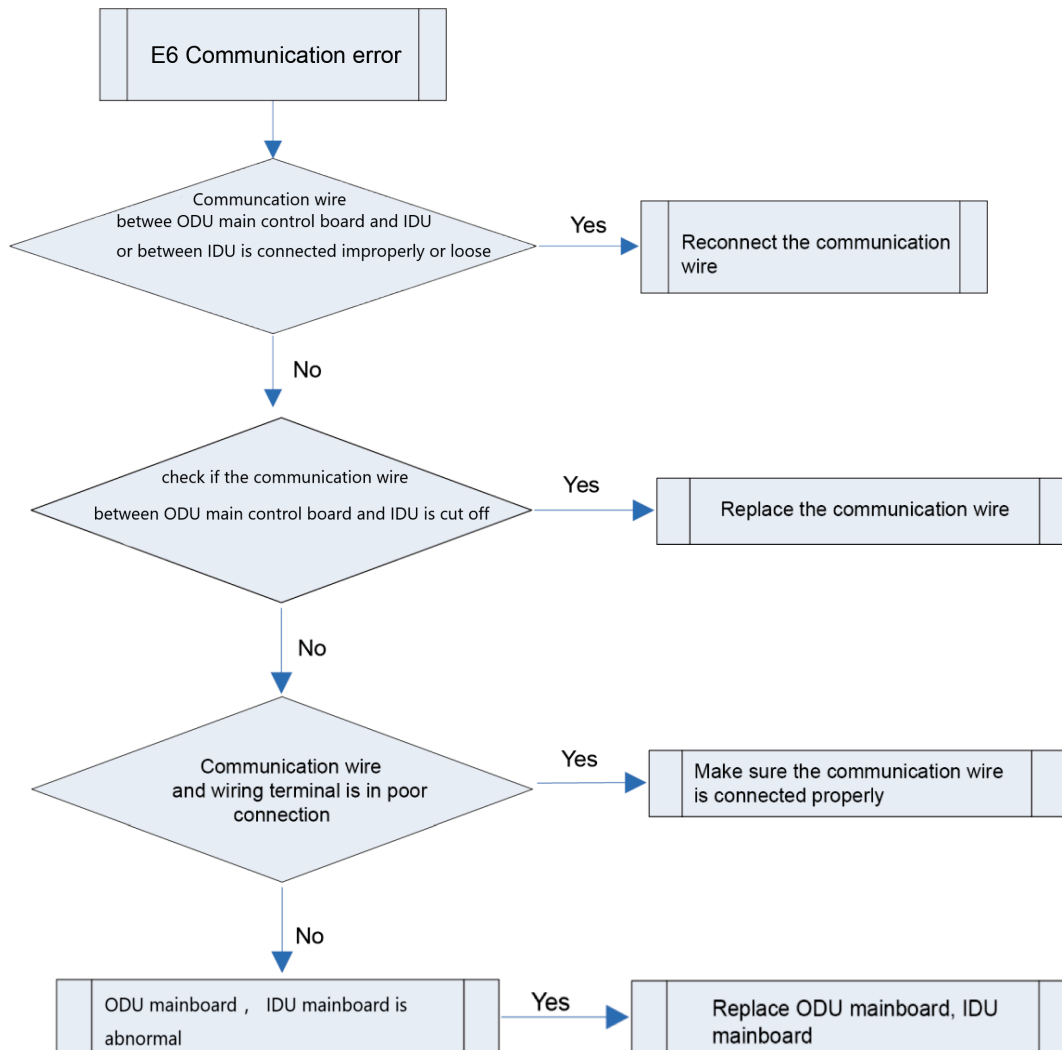 E6 Communication error
Communcation wire
betwee ODU main control board and IDU
or between IDU is connected improperly or loose
Yes
Reconnect the communication
wire
No
check if the communication wire
between ODU main control board and IDU is cut off
Yes
Replace the communication wire
No
Communication wire
and wiring terminal is in poor
connection
Yes
Make sure the communication wire
is connected properly
No
ODU mainboard , IDU mainboard is
abnormal
Yes
Replace ODU mainboard, IDU
mainboard